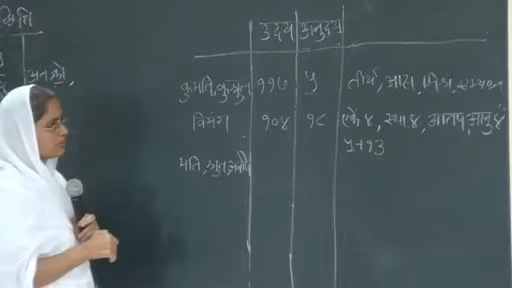 उदय अनुदय
कुमति, कुश्रुत ११७ ५ तीर्थ, आहा, मिश्र, सम्यक्त्व
विभंग १०४ १८ एके ४, स्था ४, आतप, आनु ४
५+१३
मति, श्रुत, अवधि